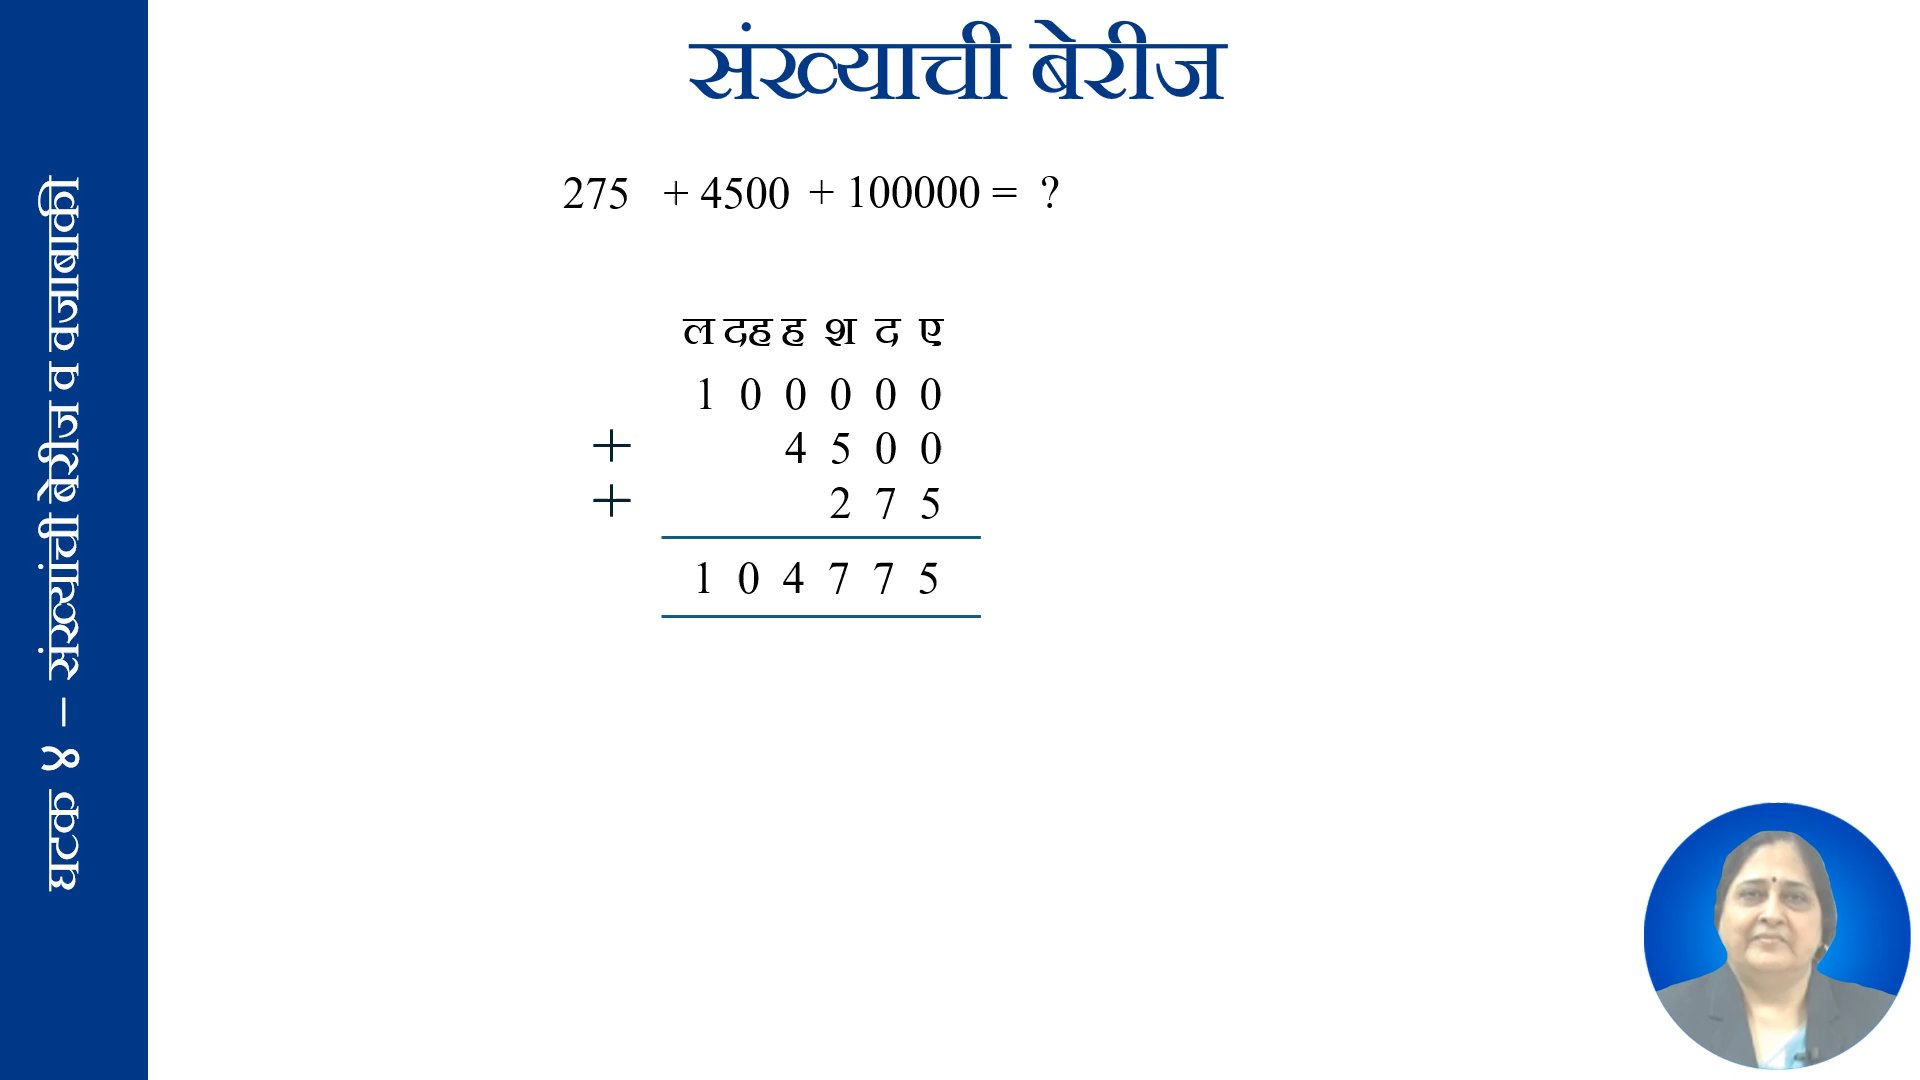 संख्याची बेरीज
275 + 4500 + 100000 = ?
ल दह ह श द ए
1 0 0 0 0 0
+ 4 5 0 0
+ 2 7 5
1 0 4 7 7 5
घटक १ – संख्यांची बेरीज व वजाबाकी